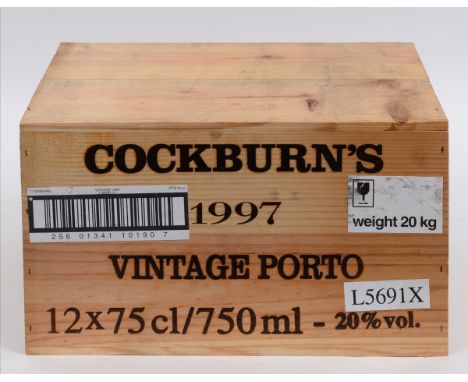 COCKBURN'S
1997
weight 20 kg
256 01341 10190 7
VINTAGE PORTO
L5691X
12x75cl/750ml - 20% vol.